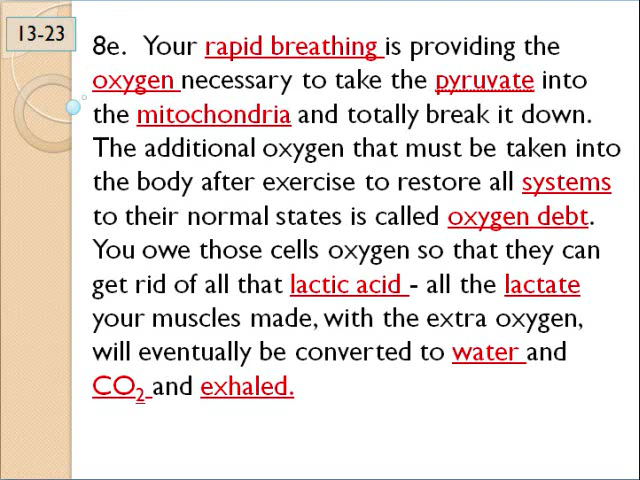 13-23
8e. Your rapid breathing is providing the
oxygen necessary to take the pyruvate into
the mitochondria and totally break it down.
The additional oxygen that must be taken into
the body after exercise to restore all systems
to their normal states is called oxygen debt.
You owe those cells oxygen so that they can
get rid of all that lactic acid - all the lactate
your muscles made, with the extra oxygen,
will eventually be converted to water and
CO₂ and exhaled.